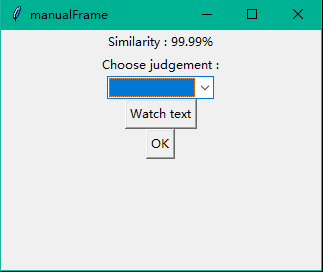 manualFrame
Similarity : 99.99%
Choose judgement :
Watch text
OK